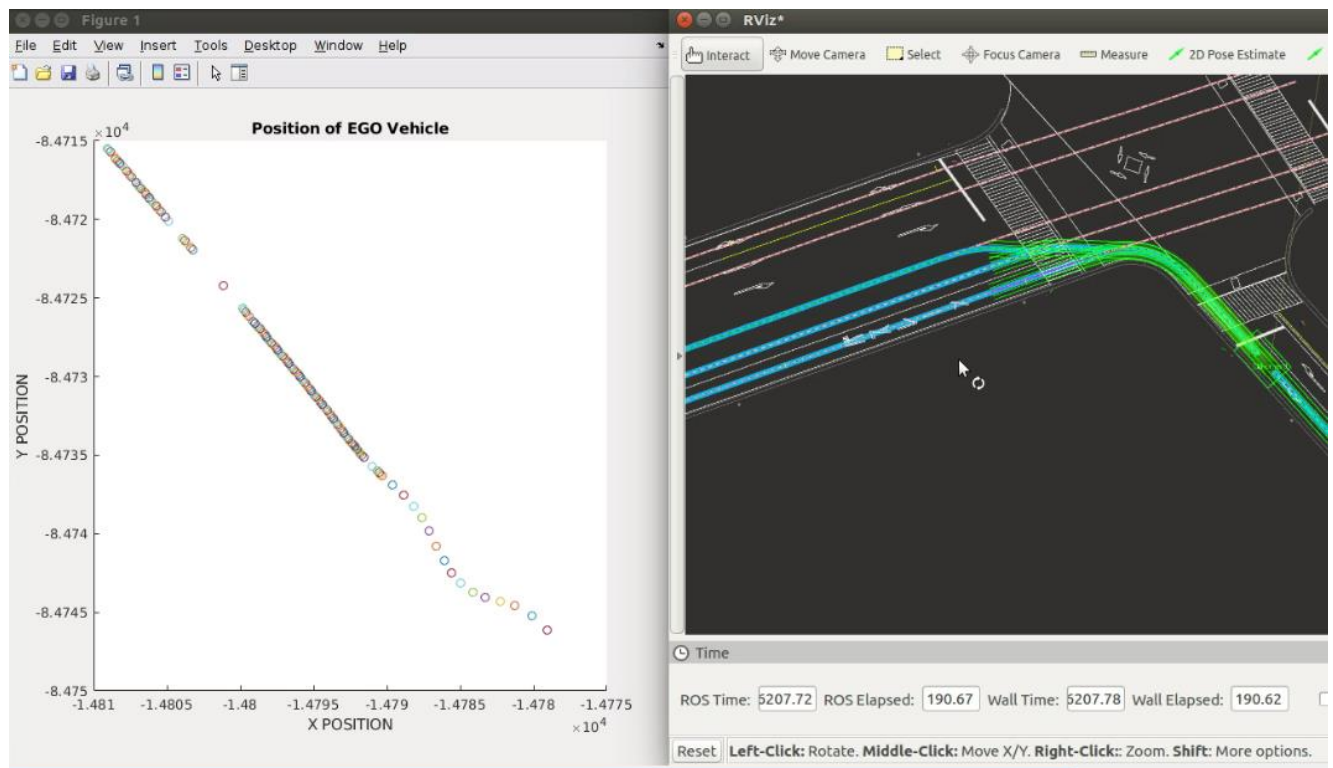 Figure 1
File Edit View Insert Tools Desktop Window Help
Position of EGO Vehicle
×10⁴
-8.4715
-8.472
-8.4725
-8.473
-8.4735
-8.474
-8.4745
-8.475
Y POSITION
-1.481 -1.4805 -1.48 -1.4795 -1.479 -1.4785 -1.478 -1.4775
X POSITION
×10⁴
RViz*
Interact Move Camera Select Focus Camera Measure 2D Pose Estimate
Time
ROS Time: 5207.72 ROS Elapsed: 190.67 Wall Time: 5207.78 Wall Elapsed: 190.62
Reset Left-Click: Rotate. Middle-Click: Move X/Y. Right-Click:: Zoom. Shift: More options.